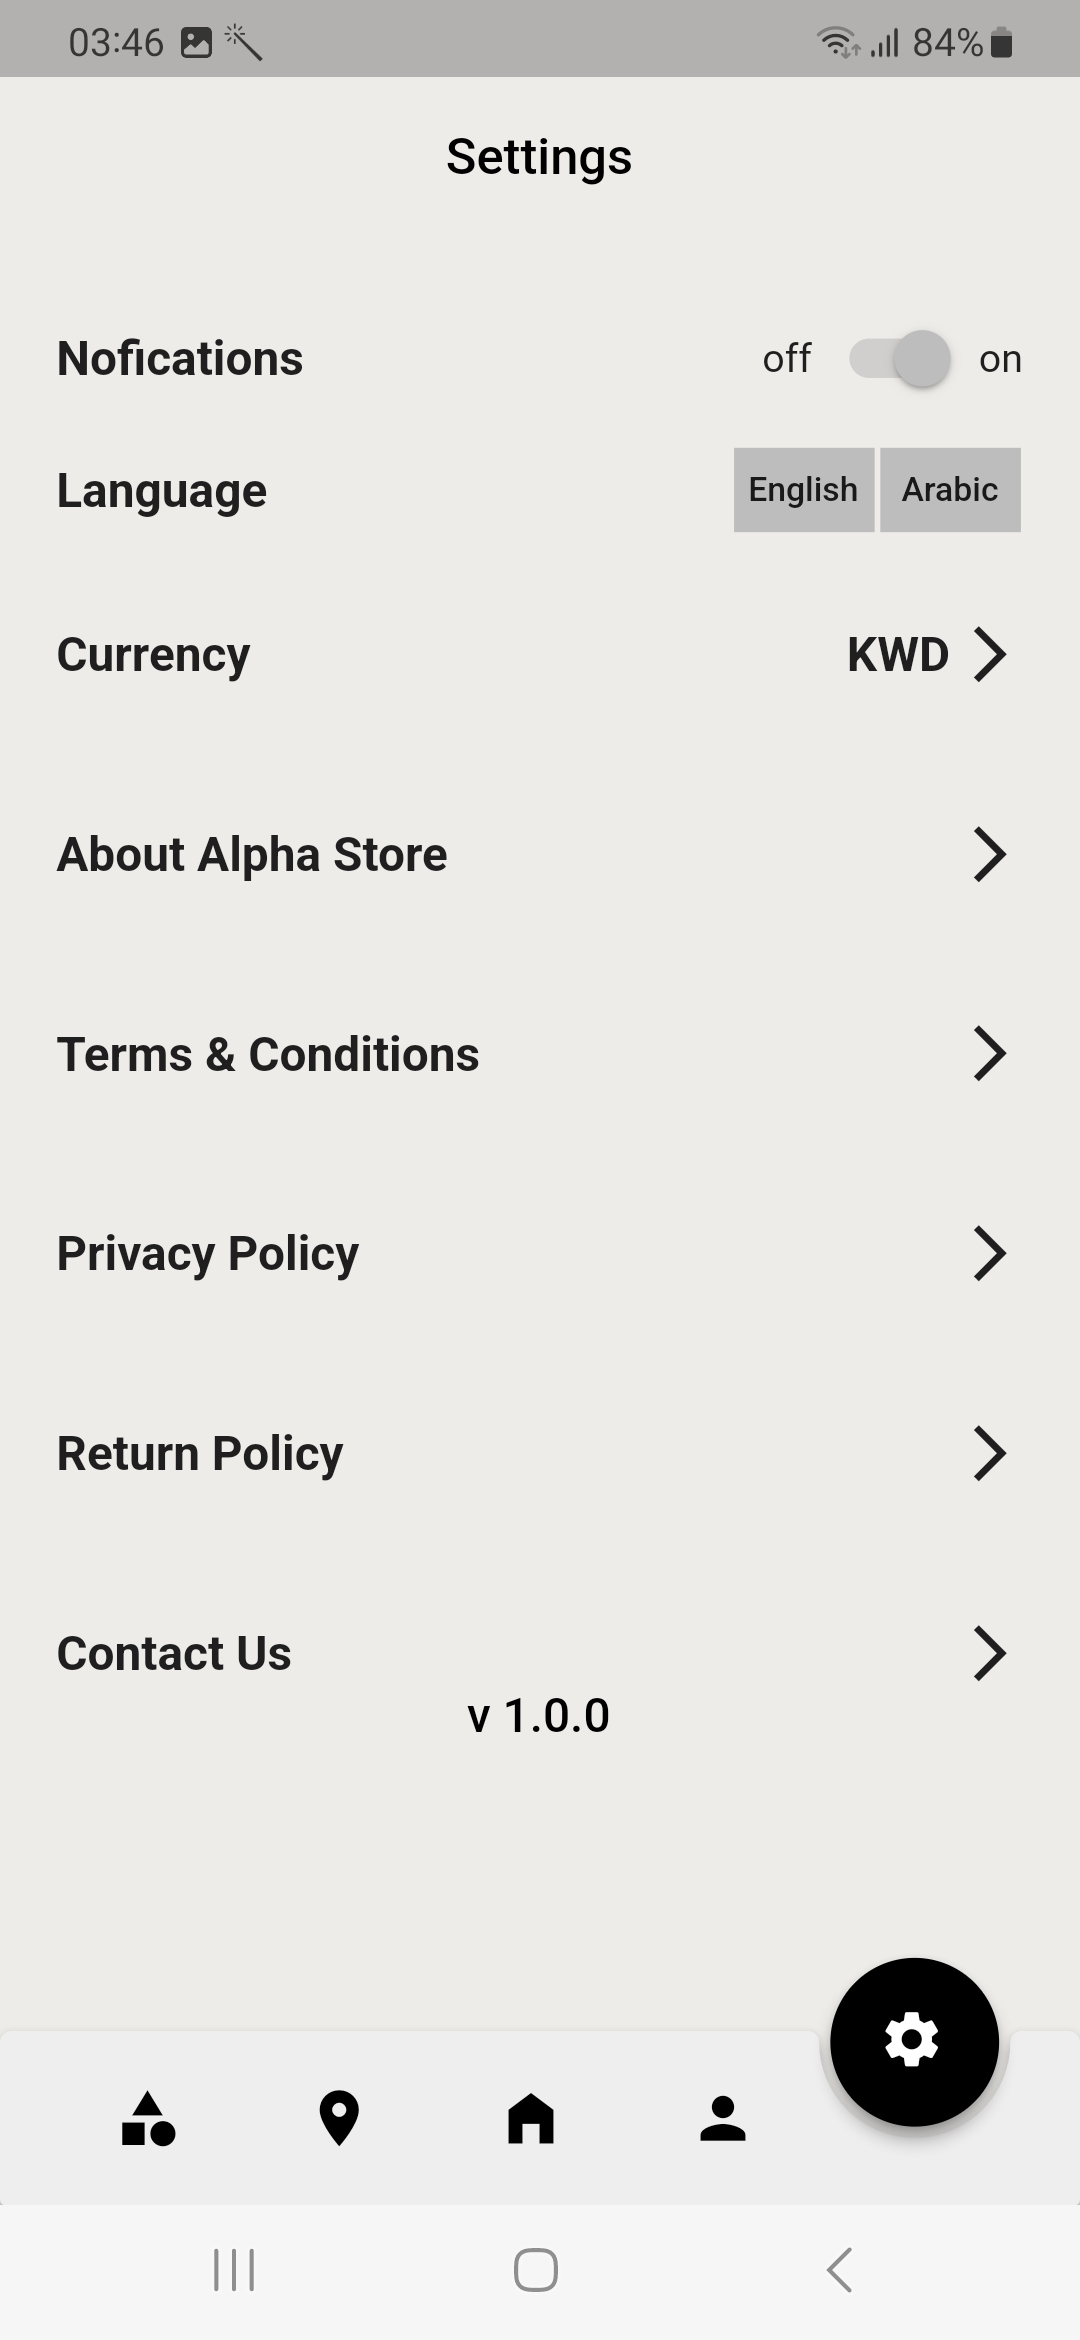 03:46 84%
Settings
Nofications off on
Language English Arabic
Currency KWD
About Alpha Store
Terms & Conditions
Privacy Policy
Return Policy
Contact Us
v 1.0.0